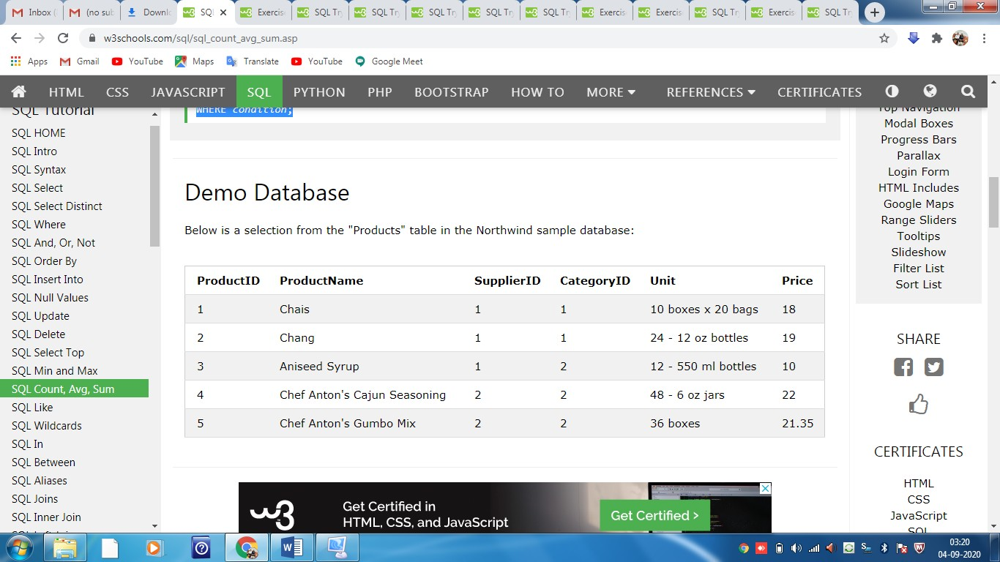 Inbox (
(no sub
Downlo
SQL
Exercis
SQL Try
SQL Try
SQL Try
SQL Try
SQL Try
Exercis
Exercis
SQL Try
Exercis
SQL Try
w3schools.com/sql/sql_count_avg_sum.asp
Apps Gmail YouTube Maps Translate YouTube Google Meet
HTML CSS JAVASCRIPT SQL PYTHON PHP BOOTSTRAP HOW TO MORE REFERENCES CERTIFICATES
SQL Tutorial
SQL HOME
SQL Intro
SQL Syntax
SQL Select
SQL Select Distinct
SQL Where
SQL And, Or, Not
SQL Order By
SQL Insert Into
SQL Null Values
SQL Update
SQL Delete
SQL Select Top
SQL Min and Max
SQL Count, Avg, Sum
SQL Like
SQL Wildcards
SQL In
SQL Between
SQL Aliases
SQL Joins
SQL Inner Join
WHERE condition;
Demo Database
Below is a selection from the "Products" table in the Northwind sample database:
ProductID ProductName SupplierID CategoryID Unit Price
1 Chais 1 1 10 boxes x 20 bags 18
2 Chang 1 1 24 - 12 oz bottles 19
3 Aniseed Syrup 1 2 12 - 550 ml bottles 10
4 Chef Anton's Cajun Seasoning 2 2 48 - 6 oz jars 22
5 Chef Anton's Gumbo Mix 2 2 36 boxes 21.35
w3
Get Certified in
HTML, CSS, and JavaScript
Get Certified >
Top Navigation
Modal Boxes
Progress Bars
Parallax
Login Form
HTML Includes
Google Maps
Range Sliders
Tooltips
Slideshow
Filter List
Sort List
SHARE
CERTIFICATES
HTML
CSS
JavaScript
SQL
03:20
04-09-2020